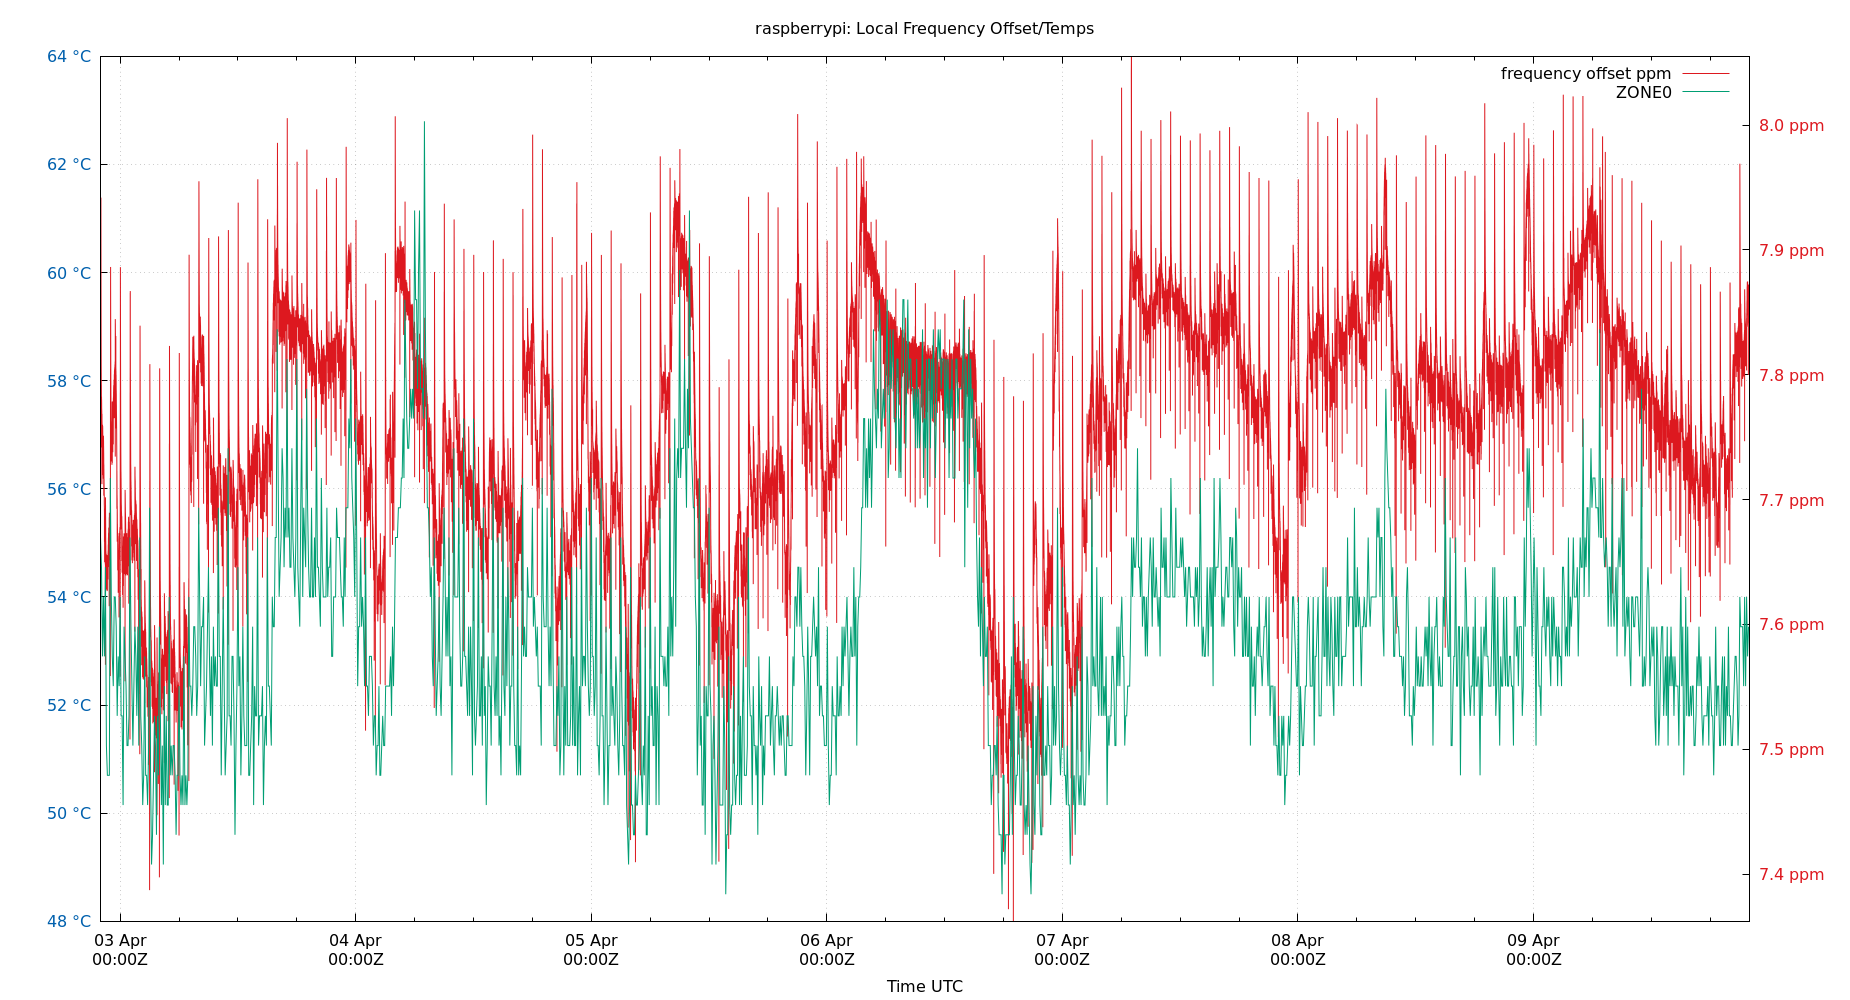 raspberrypi: Local Frequency Offset/Temps
frequency offset ppm
ZONE0
64 °C
62 °C
60 °C
58 °C
56 °C
54 °C
52 °C
50 °C
48 °C
8.0 ppm
7.9 ppm
7.8 ppm
7.7 ppm
7.6 ppm
7.5 ppm
7.4 ppm
03 Apr
00:00Z
04 Apr
00:00Z
05 Apr
00:00Z
06 Apr
00:00Z
07 Apr
00:00Z
08 Apr
00:00Z
09 Apr
00:00Z
Time UTC